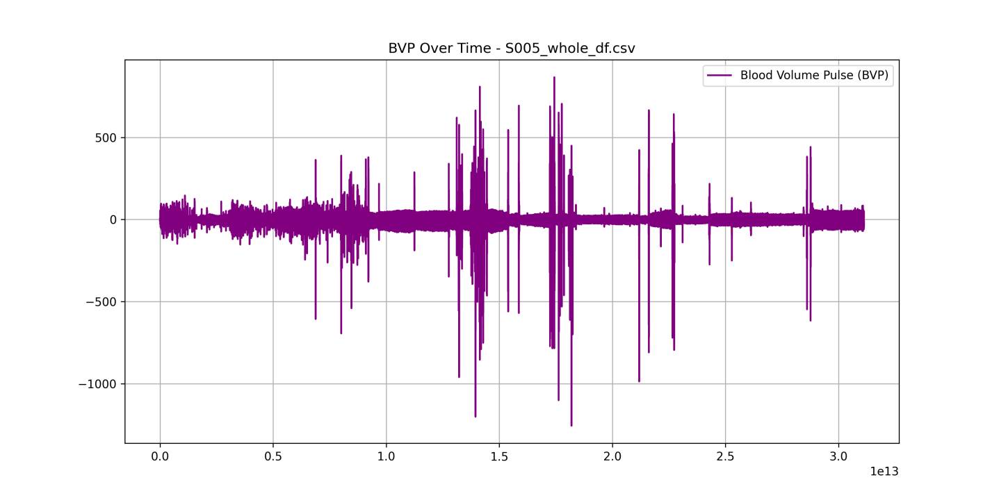 BVP Over Time - S005_whole_df.csv
Blood Volume Pulse (BVP)
500
0
−500
−1000
0.0 0.5 1.0 1.5 2.0 2.5 3.0
1e13